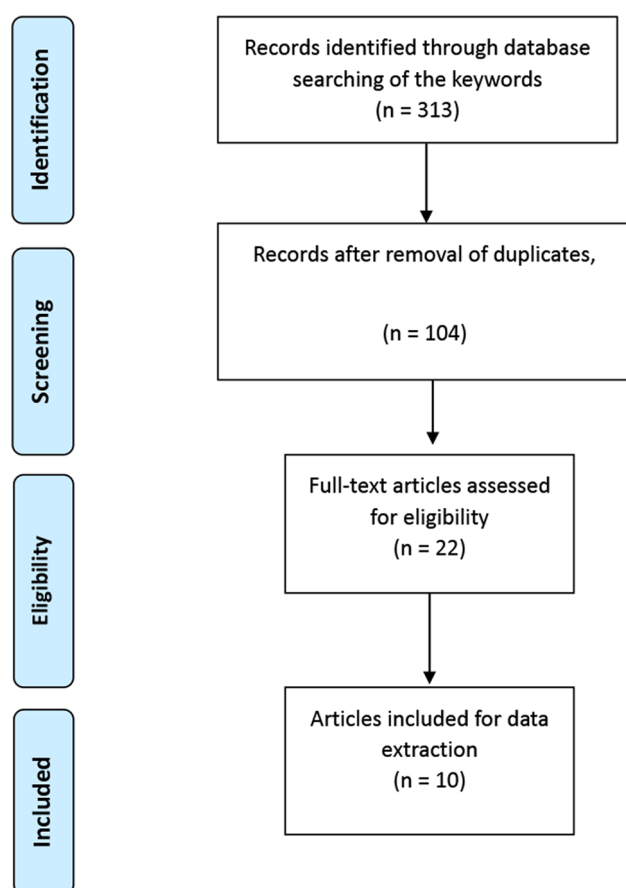 Identification
Records identified through database
searching of the keywords
(n = 313)
Screening
Records after removal of duplicates,
(n = 104)
Eligibility
Full-text articles assessed
for eligibility
(n = 22)
Included
Articles included for data
extraction
(n = 10)